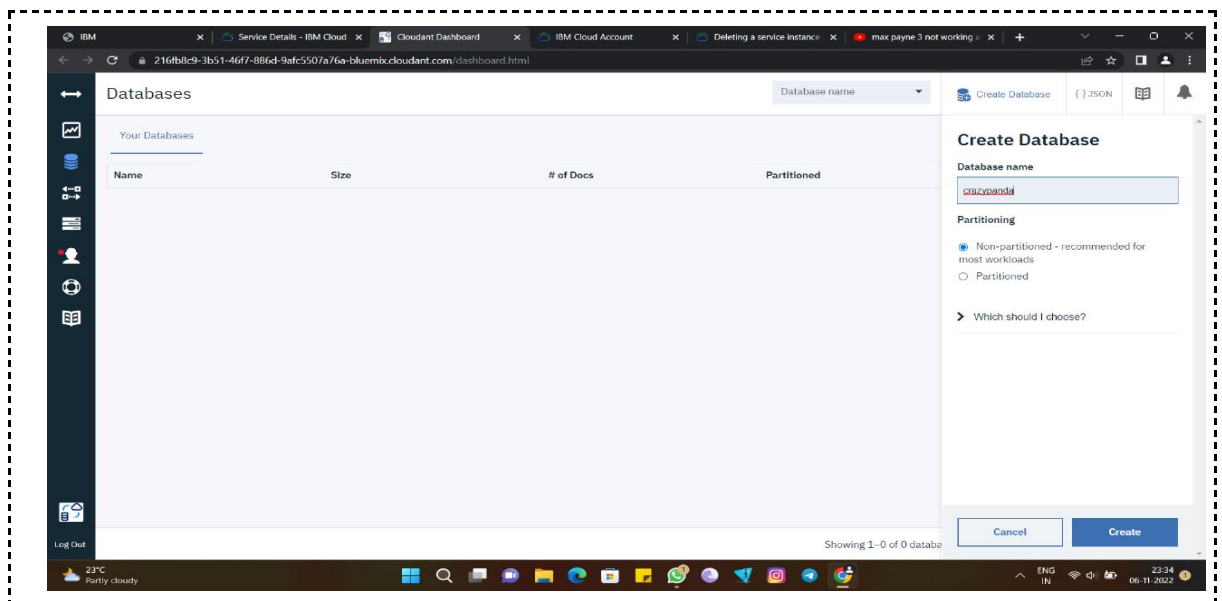 IBM
Service Details - IBM Cloud
Cloudant Dashboard
IBM Cloud Account
Deleting a service instance
max payne 3 not working
216fb8c9-3b51-46f7-886d-9afc5507a76a-bluemix.cloudant.com/dashboard.html
Databases
Database name
Create Database
{ } JSON
Your Databases
Name Size # of Docs Partitioned
Create Database
Database name
crazypanda
Partitioning
Non-partitioned - recommended for
most workloads
Partitioned
Which should I choose?
Cancel
Create
Log Out
Showing 1–0 of 0 databa
23°C
Partly cloudy
ENG
IN
23:34
06-11-2022
1